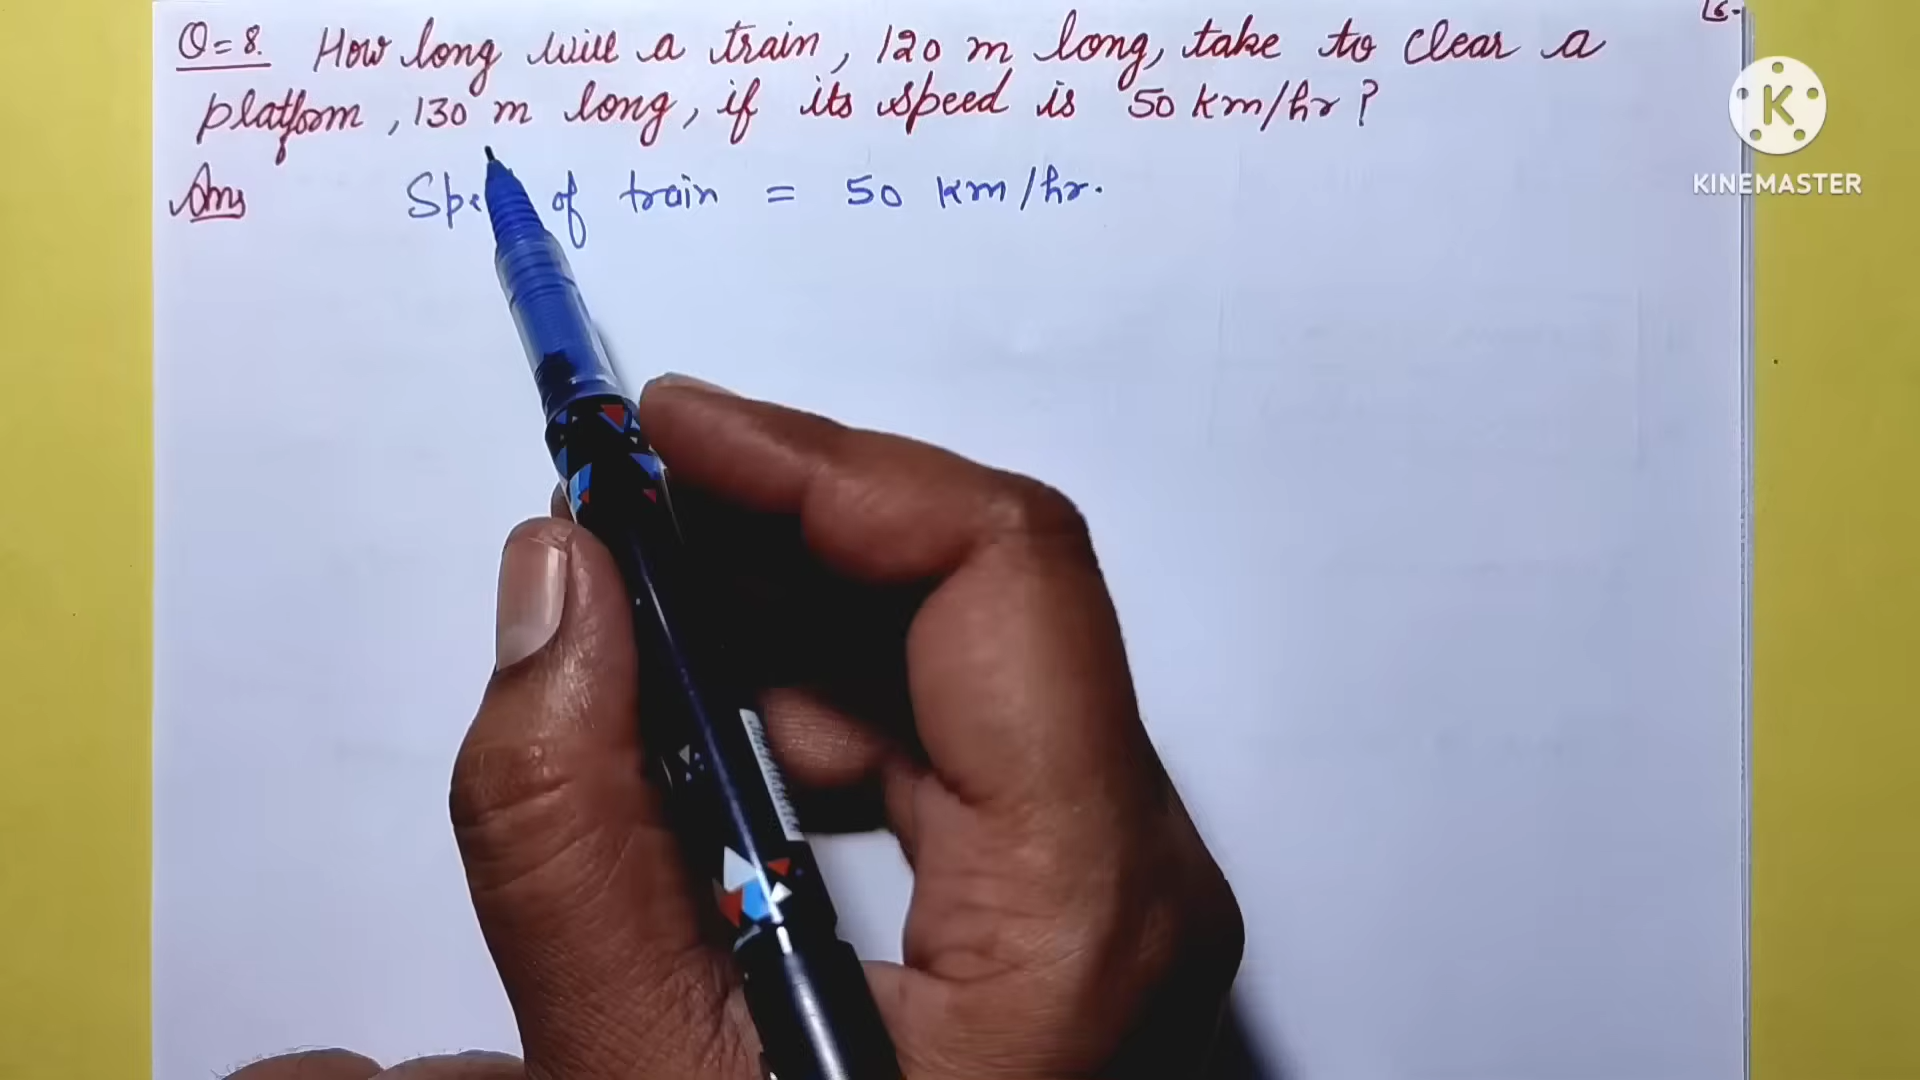 Q=8. How long will a train, 120 m long, take to clear a
platform, 130 m long, if its speed is 50 km/hr?
Ans of train = 50 km/hr.
K
KINEMASTER